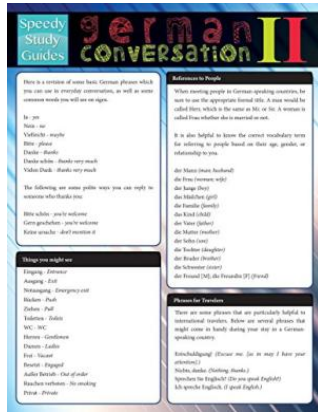 Speedy
Study
Guides
german
conversation
II
Here is a revision of some basic German phrases which
you can use in everyday conversation, as well as some
common words you will see on signs.
Ja - yes
Nein - no
Vielleicht - maybe
Bitte - please
Danke - thanks
Danke schön - thanks very much
Vielen Dank - thanks very much
The following are some polite ways you can reply to
someone who thanks you:
Bitte schön - you're welcome
Gern geschehen - you're welcome
Keine ursache - don't mention it
Things you might see
Eingang - Entrance
Ausgang - Exit
Notausgang - Emergency exit
Rücken - Push
Ziehen - Pull
Toiletten - Toilets
WC - WC
Herren - Gentlemen
Damen - Ladies
Frei - Vacant
Besetzt - Engaged
Außer Betrieb - Out of order
Rauchen verboten - No smoking
Privat - Private
References to People
When meeting people in German-speaking countries, be
sure to use the appropriate formal title. A man would be
called Herr, which is the same as Mr. or Sir. A woman is
called Frau whether she is married or not.
It is also helpful to know the correct vocabulary term
for referring to people based on their age, gender, or
relationship to you.
der Mann (man; husband)
die Frau (woman; wife)
der Junge (boy)
das Mädchen (girl)
die Familie (family)
das Kind (child)
der Vater (father)
die Mutter (mother)
der Sohn (son)
die Tochter (daughter)
der Bruder (brother)
die Schwester (sister)
der Freund [M], die Freundin [F] (friend)
Phrases for Travelers
There are some phrases that are particularly helpful to
international travelers. Below are several phrases that
might come in handy during your stay in a German-
speaking country.
Entschuldigung! (Excuse me. [as in may I have your
attention].)
Nichts, danke. (Nothing, thanks.)
Sprechen Sie Englisch? (Do you speak English?)
Ich spreche Englisch. (I speak English.)